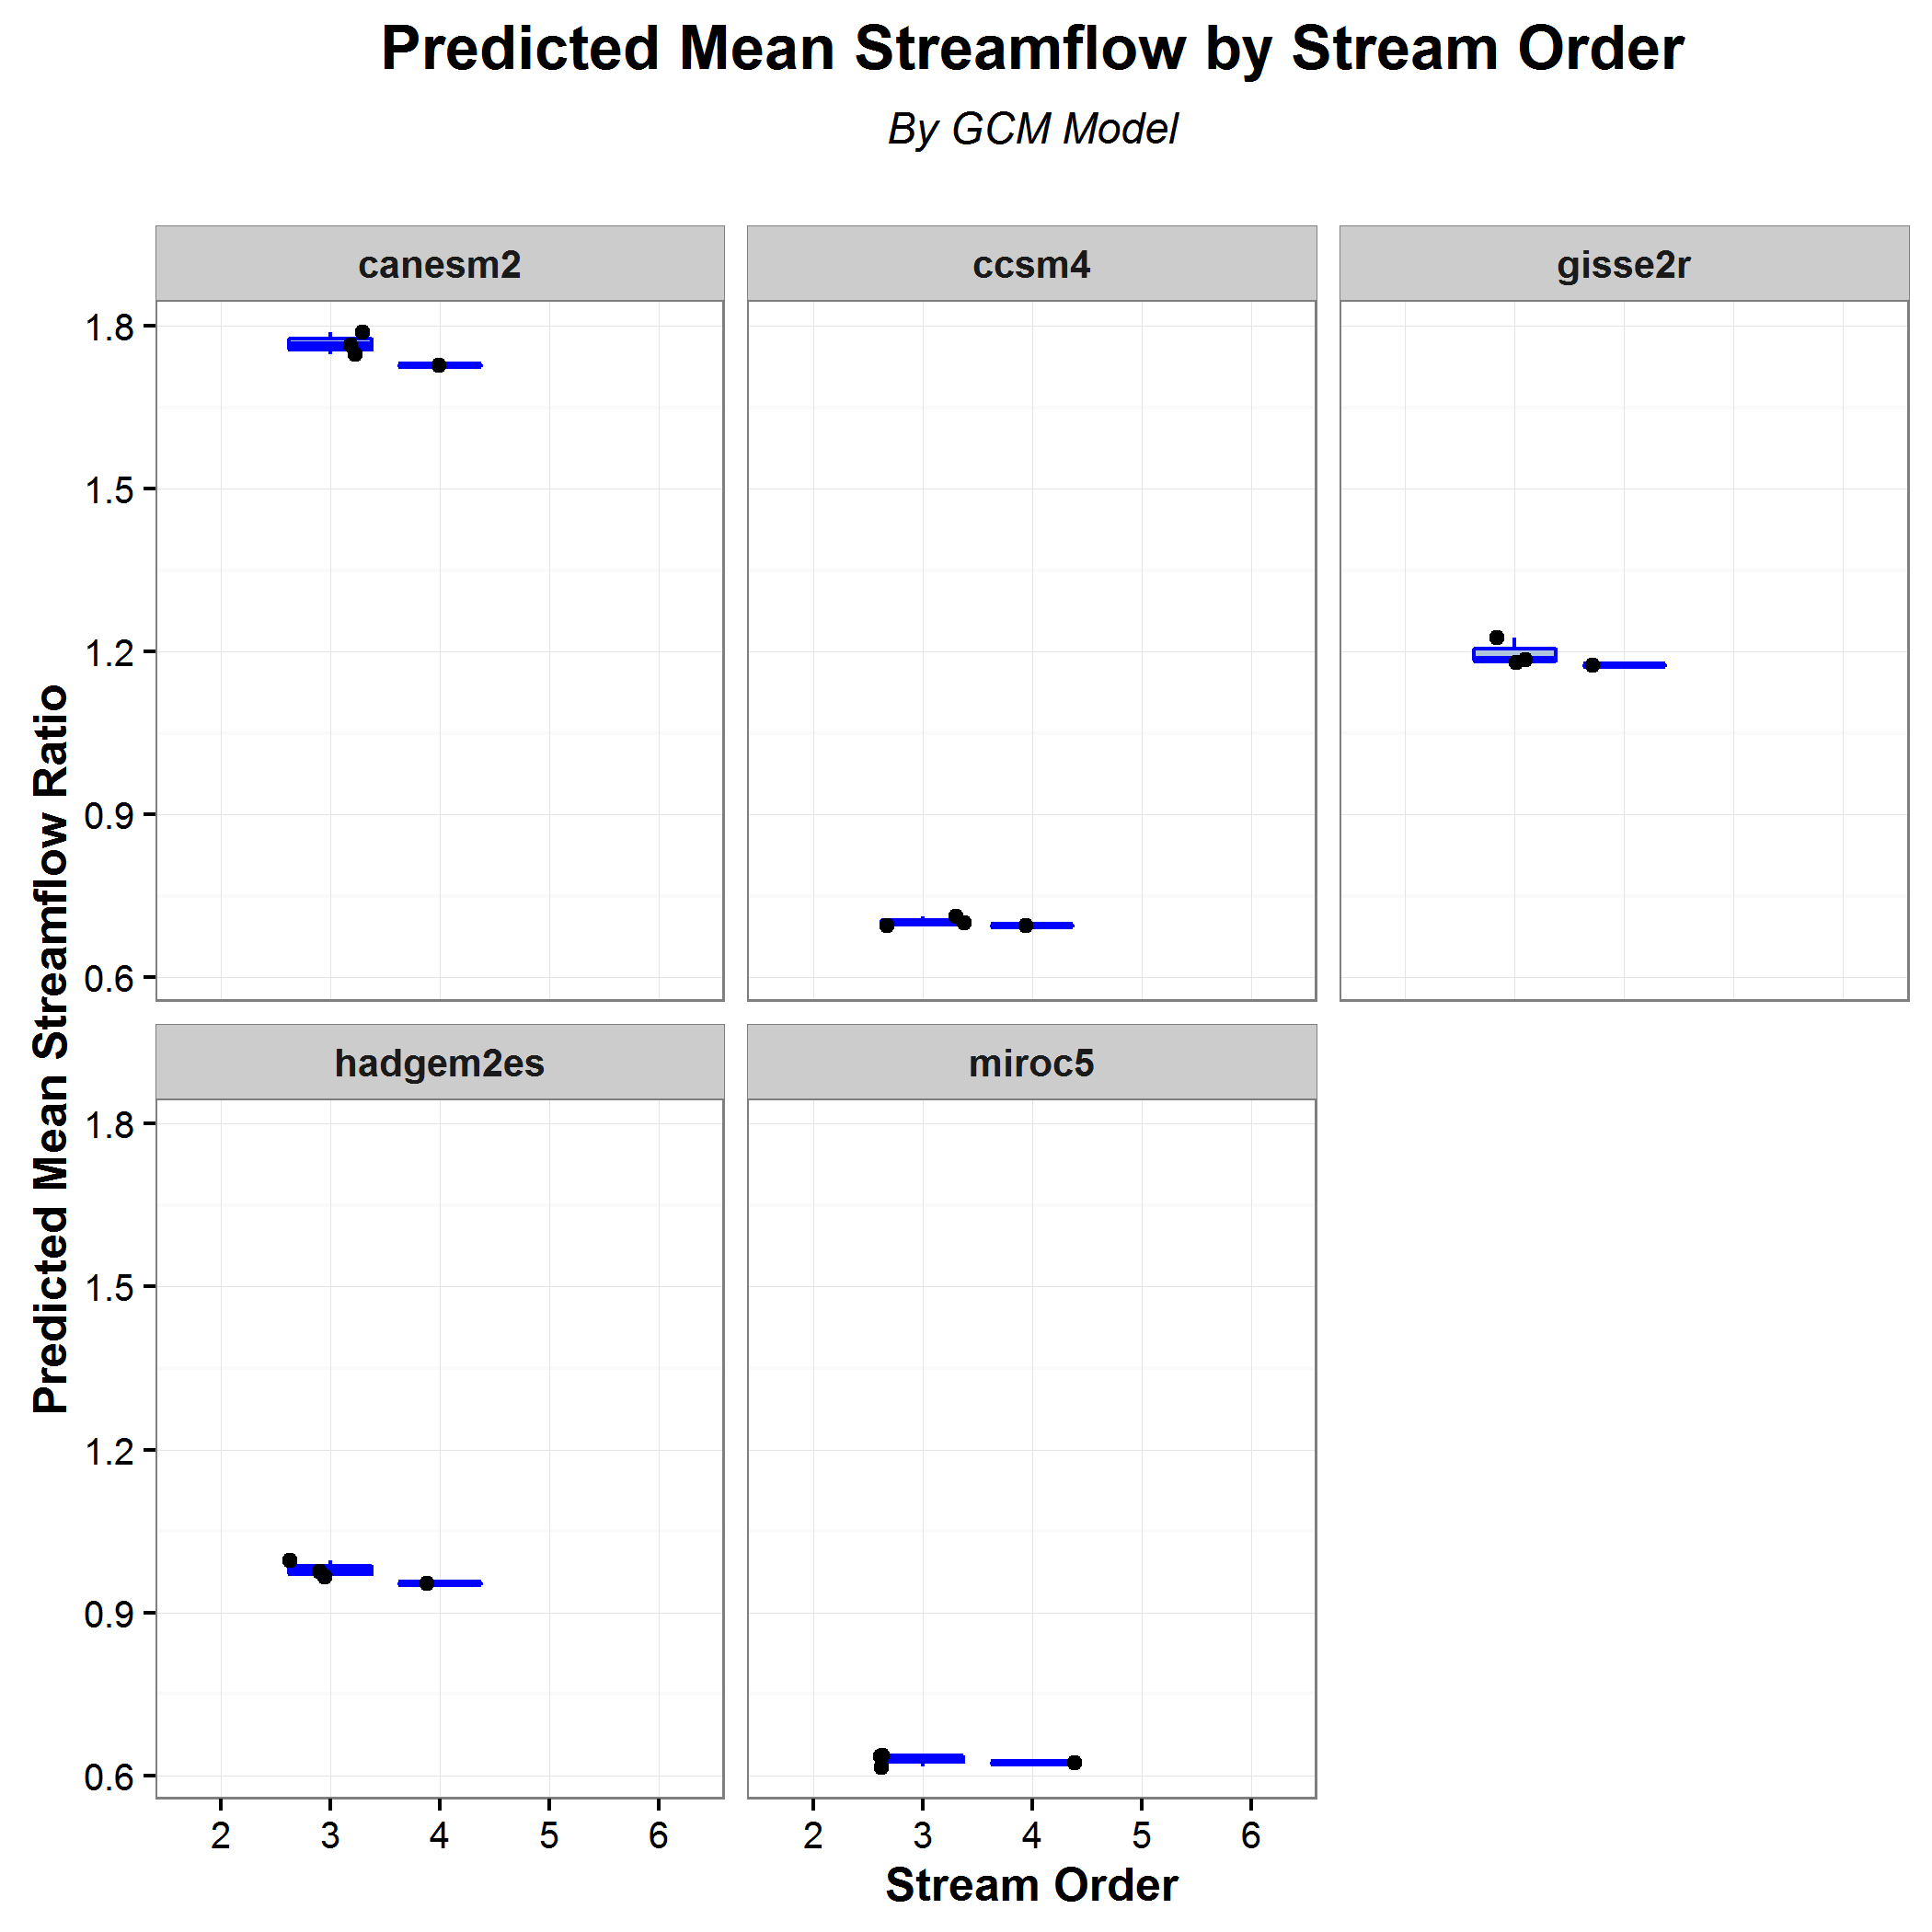 Predicted Mean Streamflow by Stream Order
By GCM Model
canesm2
ccsm4
gisse2r
1.8
1.5
1.2
0.9
0.6
Predicted Mean Streamflow Ratio
hadgem2es
miroc5
1.8
1.5
1.2
0.9
0.6
2 3 4 5 6
2 3 4 5 6
Stream Order